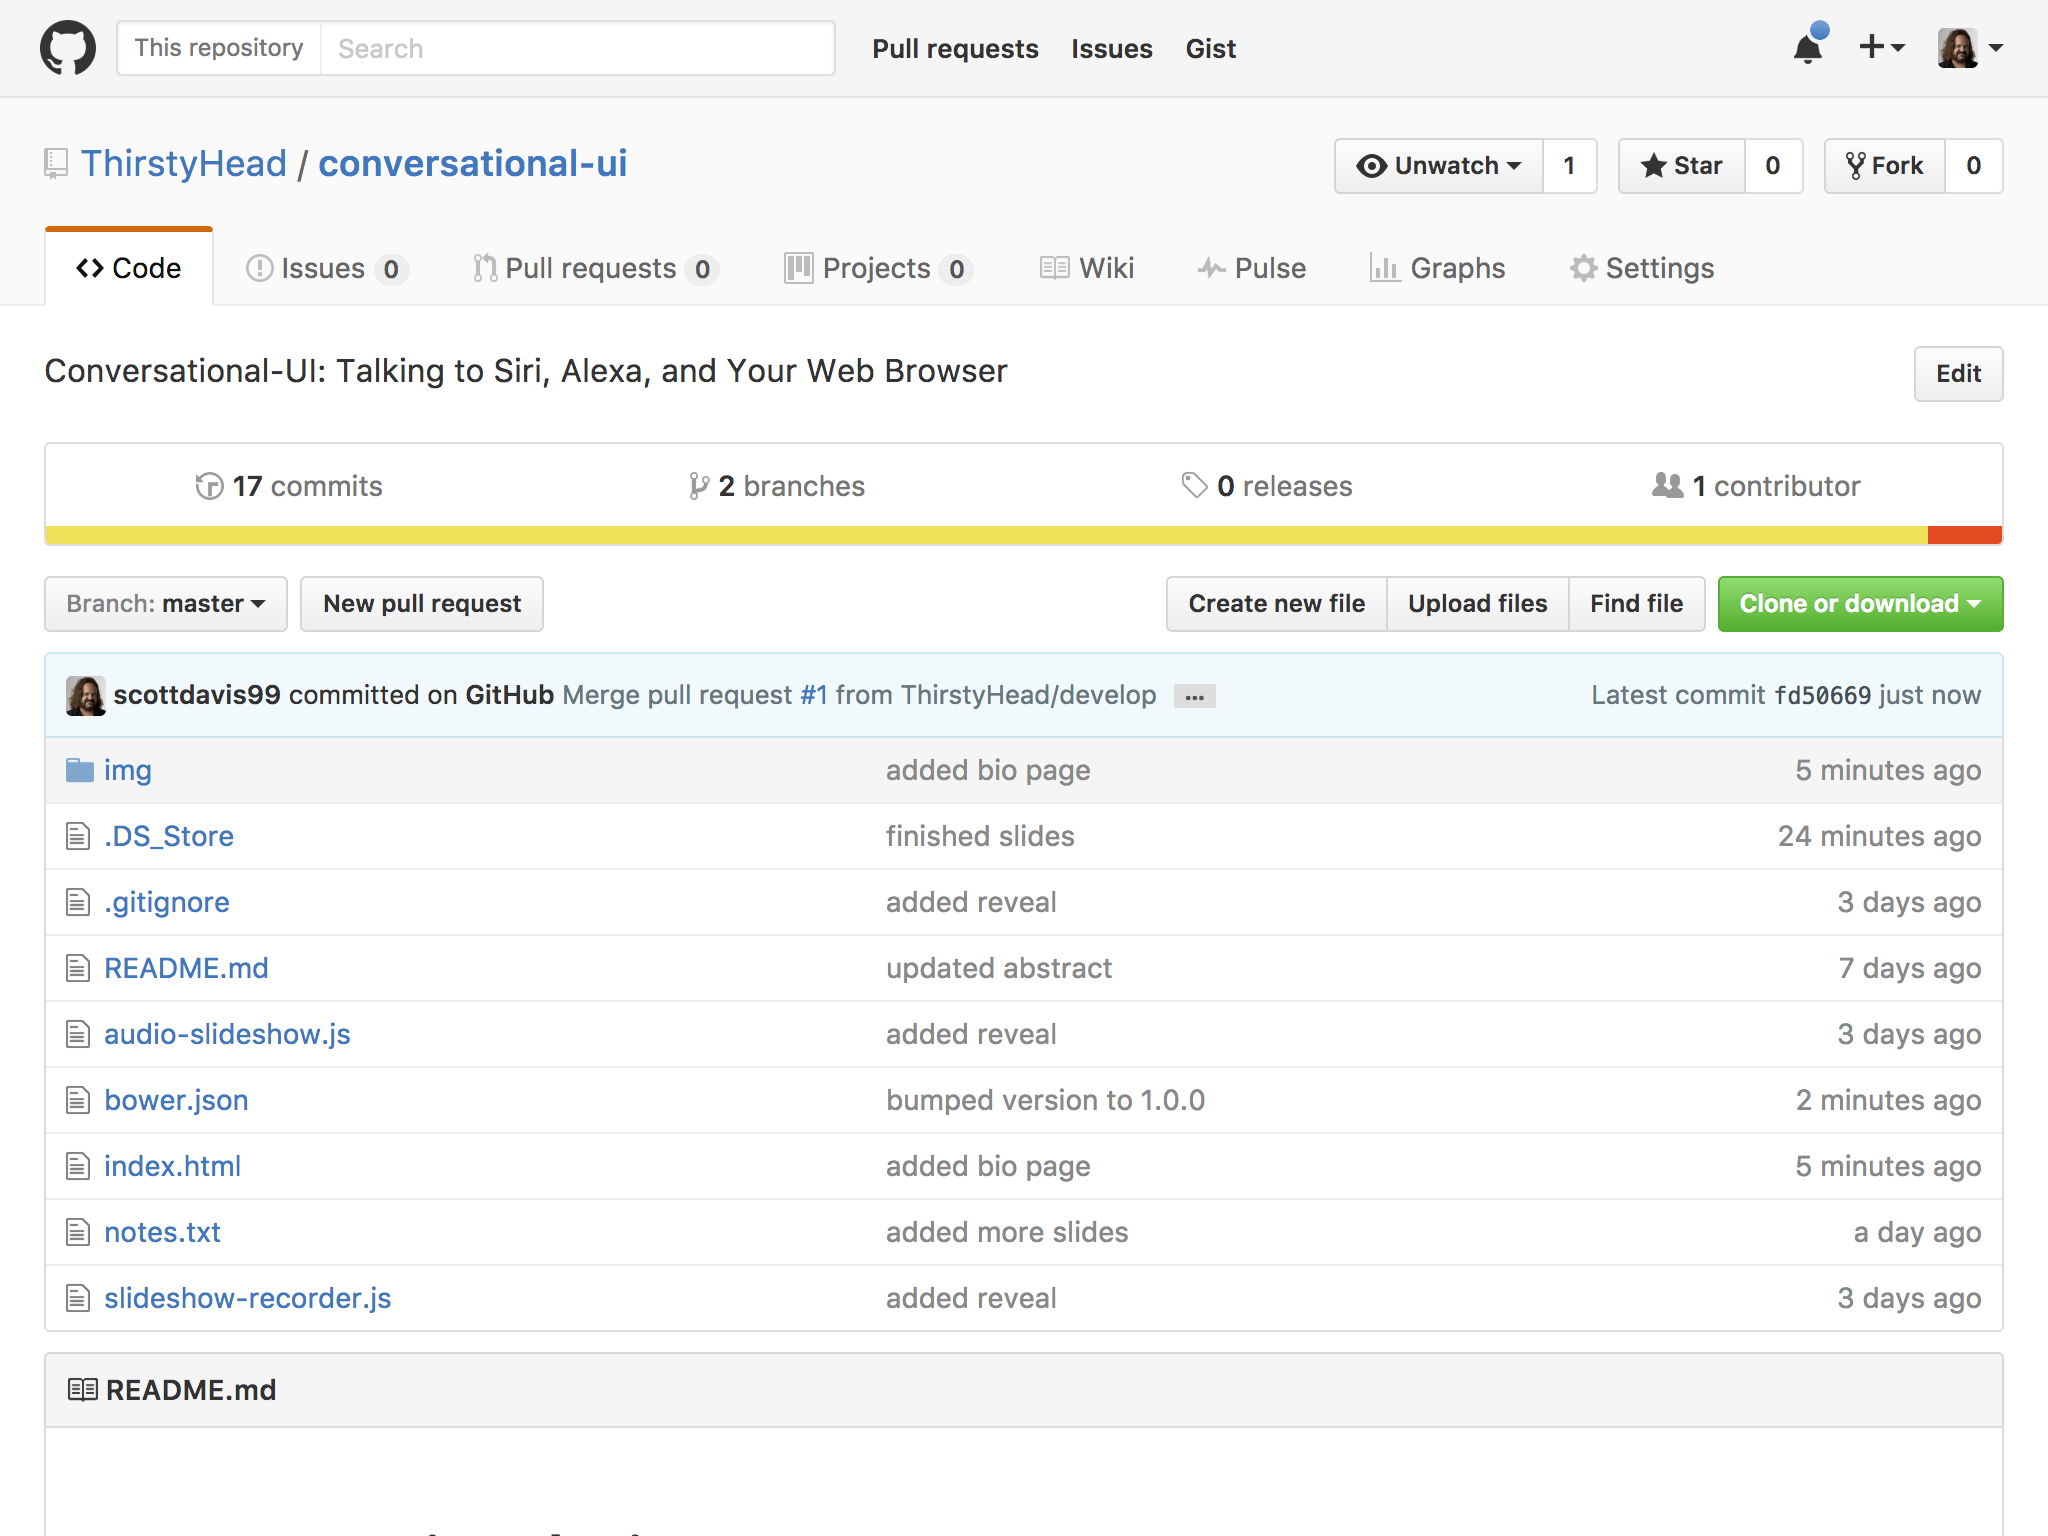 This repository Search Pull requests Issues Gist
ThirstyHead / conversational-ui Unwatch 1 Star 0 Fork 0
Code Issues 0 Pull requests 0 Projects 0 Wiki Pulse Graphs Settings
Conversational-UI: Talking to Siri, Alexa, and Your Web Browser Edit
17 commits 2 branches 0 releases 1 contributor
Branch: master New pull request Create new file Upload files Find file Clone or download
scottdavis99 committed on GitHub Merge pull request #1 from ThirstyHead/develop … Latest commit fd50669 just now
img added bio page 5 minutes ago
.DS_Store finished slides 24 minutes ago
.gitignore added reveal 3 days ago
README.md updated abstract 7 days ago
audio-slideshow.js added reveal 3 days ago
bower.json bumped version to 1.0.0 2 minutes ago
index.html added bio page 5 minutes ago
notes.txt added more slides a day ago
slideshow-recorder.js added reveal 3 days ago
README.md